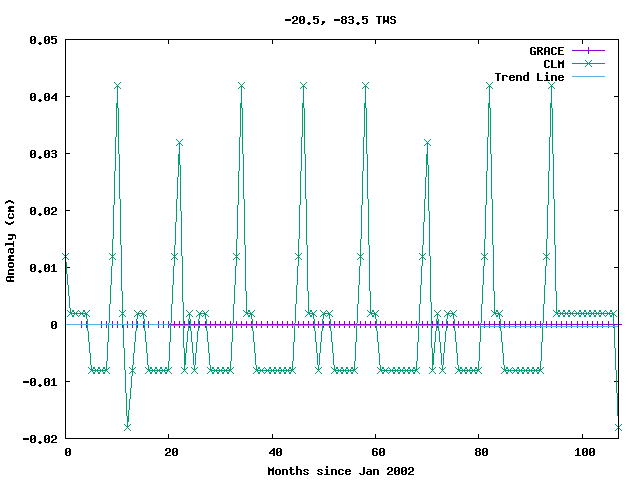 -20.5, -83.5 TWS
0.05
0.04
0.03
0.02
0.01
0
-0.01
-0.02
Anomaly (cm)
GRACE
CLM
Trend Line
0 20 40 60 80 100
Months since Jan 2002